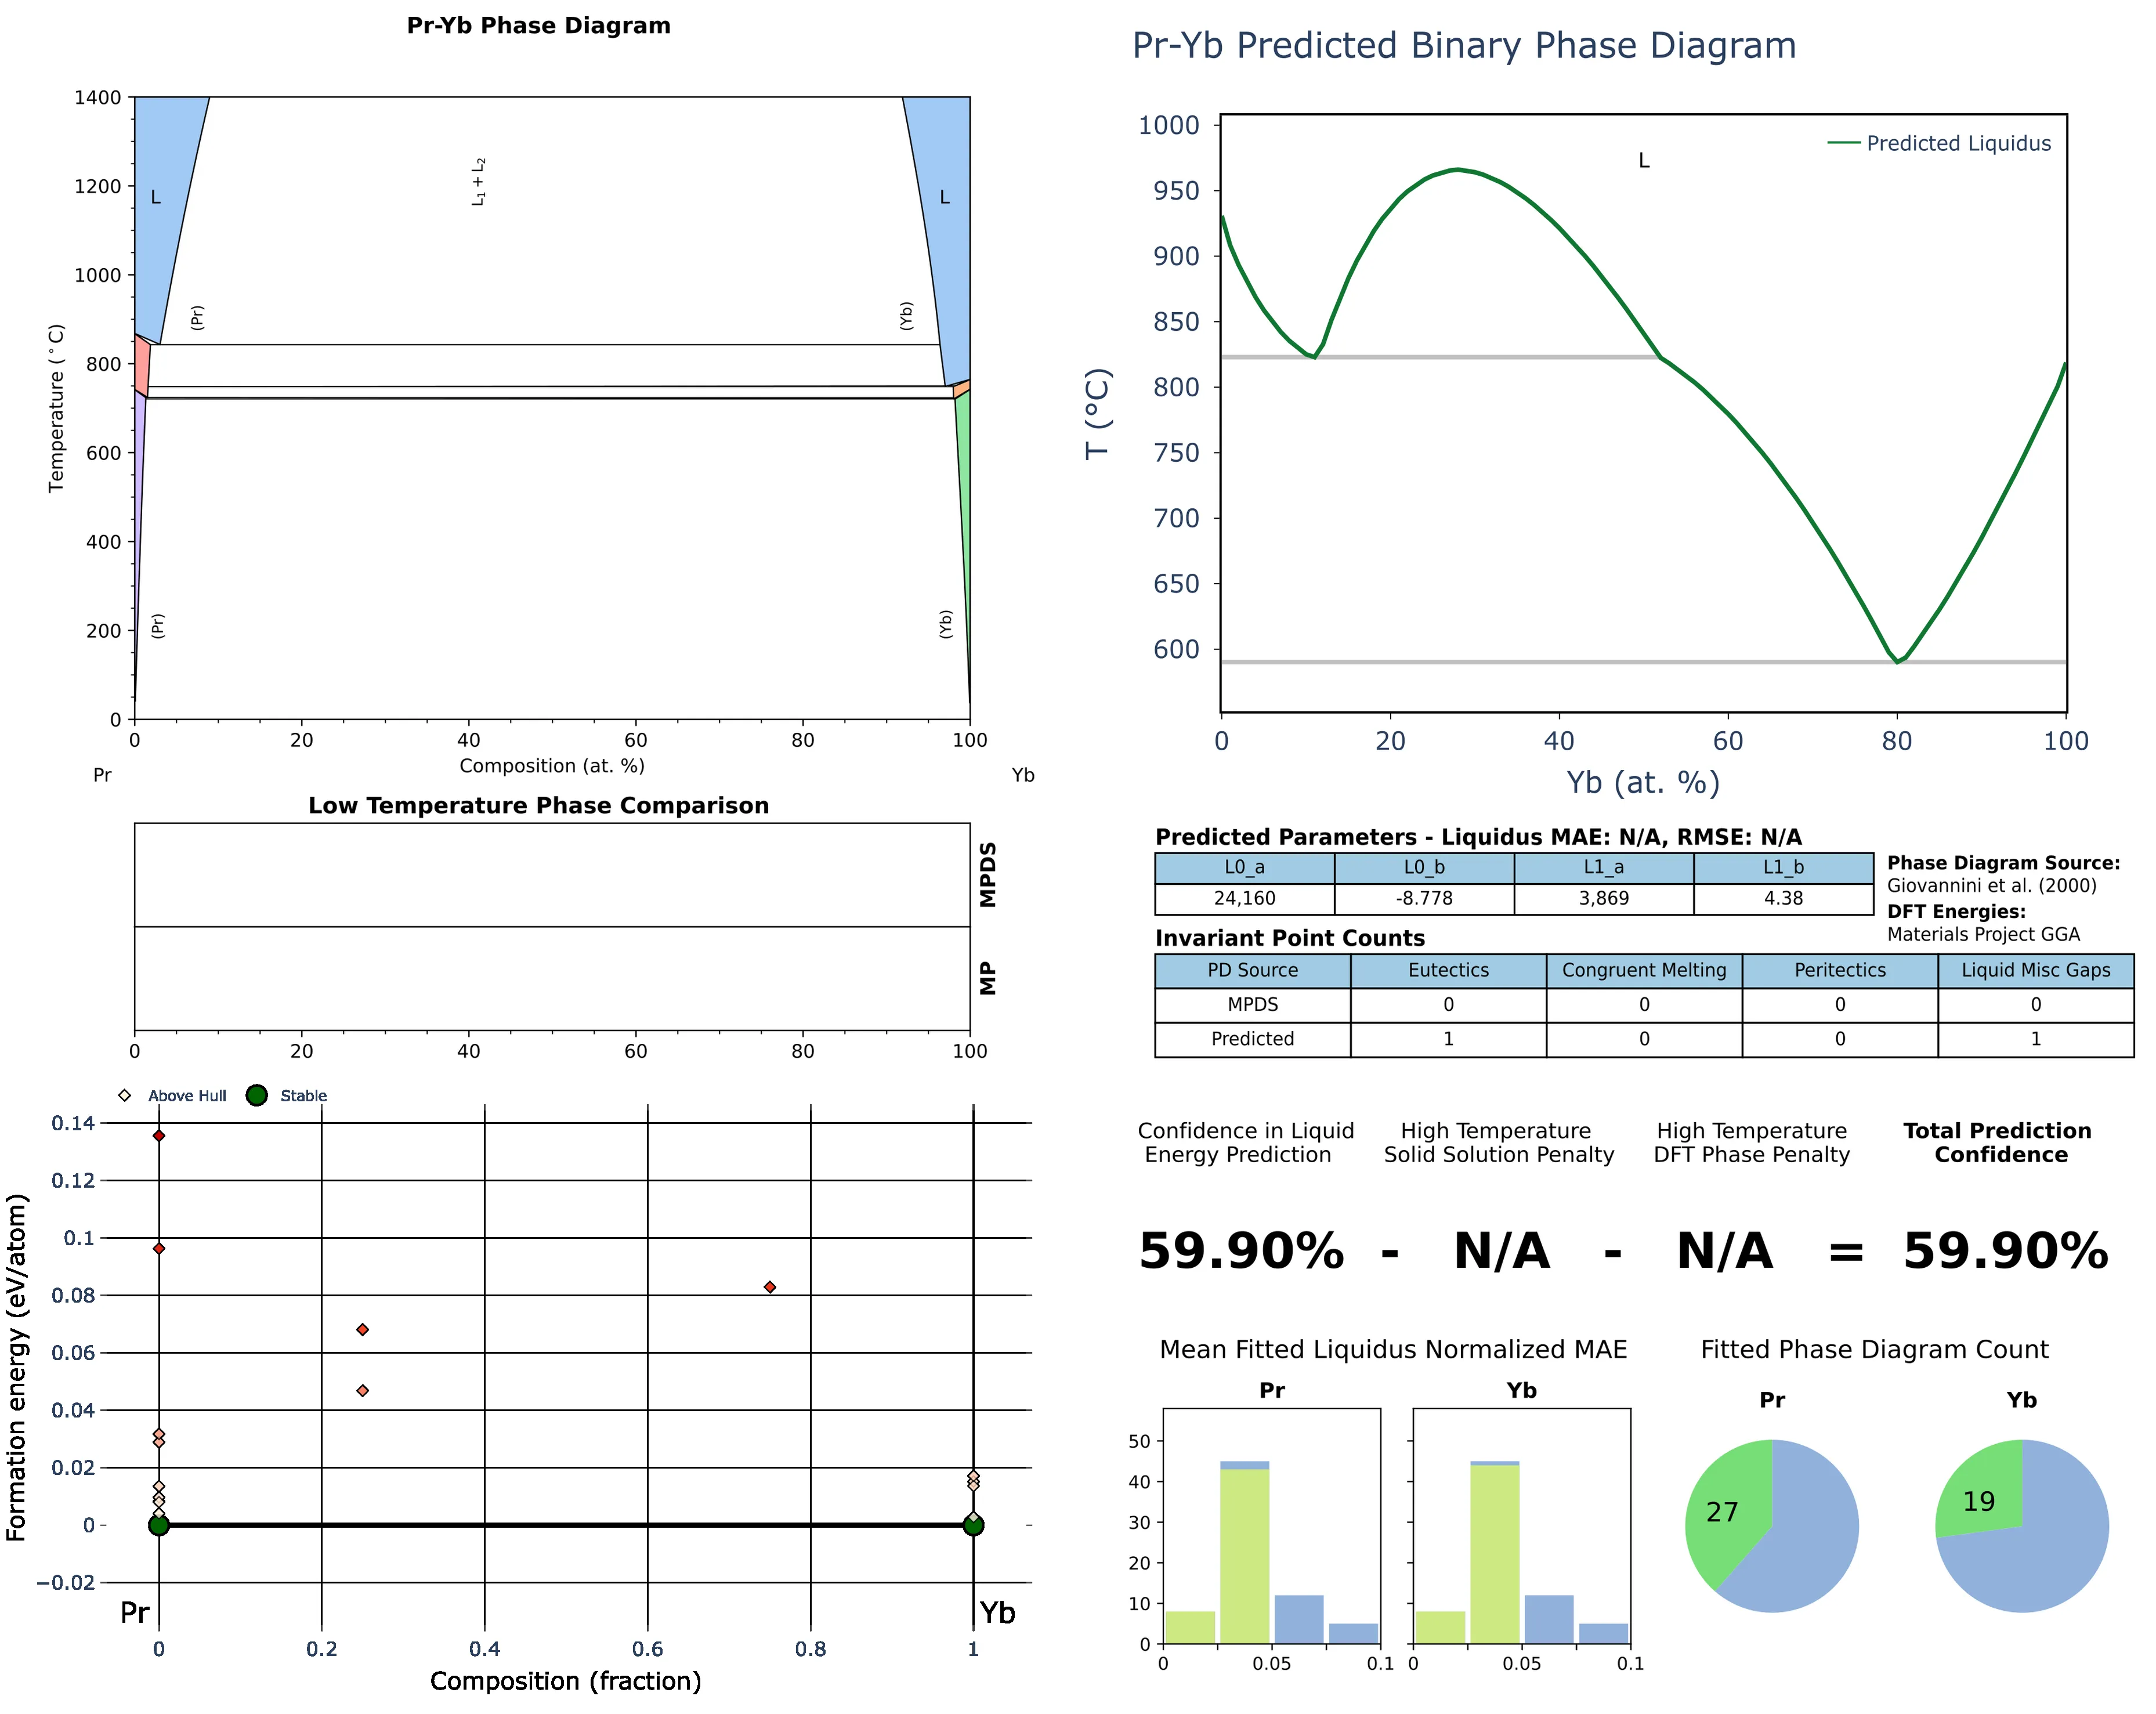 Pr-Yb Phase Diagram
1400
1200
1000
800
600
400
200
0
Temperature (°C)
L
L₁ + L₂
L
(Pr)
(Yb)
(Pr)
(Yb)
0 20 40 60 80 100
Composition (at. %)
Pr Yb
Low Temperature Phase Comparison
MPDS
MP
0 20 40 60 80 100
Above Hull Stable
0.14
0.12
0.1
0.08
0.06
0.04
0.02
0
−0.02
Formation energy (eV/atom)
Pr Yb
0 0.2 0.4 0.6 0.8 1
Composition (fraction)
Pr-Yb Predicted Binary Phase Diagram
1000
950
900
850
800
750
700
650
600
T (°C)
L
Predicted Liquidus
0 20 40 60 80 100
Yb (at. %)
Predicted Parameters - Liquidus MAE: N/A, RMSE: N/A
L0_a L0_b L1_a L1_b
24,160 -8.778 3,869 4.38
Phase Diagram Source:
Giovannini et al. (2000)
DFT Energies:
Materials Project GGA
Invariant Point Counts
PD Source Eutectics Congruent Melting Peritectics Liquid Misc Gaps
MPDS 0 0 0 0
Predicted 1 0 0 1
Confidence in Liquid
Energy Prediction
High Temperature
Solid Solution Penalty
High Temperature
DFT Phase Penalty
Total Prediction
Confidence
59.90% - N/A - N/A = 59.90%
Mean Fitted Liquidus Normalized MAE
Pr Yb
50
40
30
20
10
0
0 0.05 0.1 0 0.05 0.1
Fitted Phase Diagram Count
Pr Yb
27 19